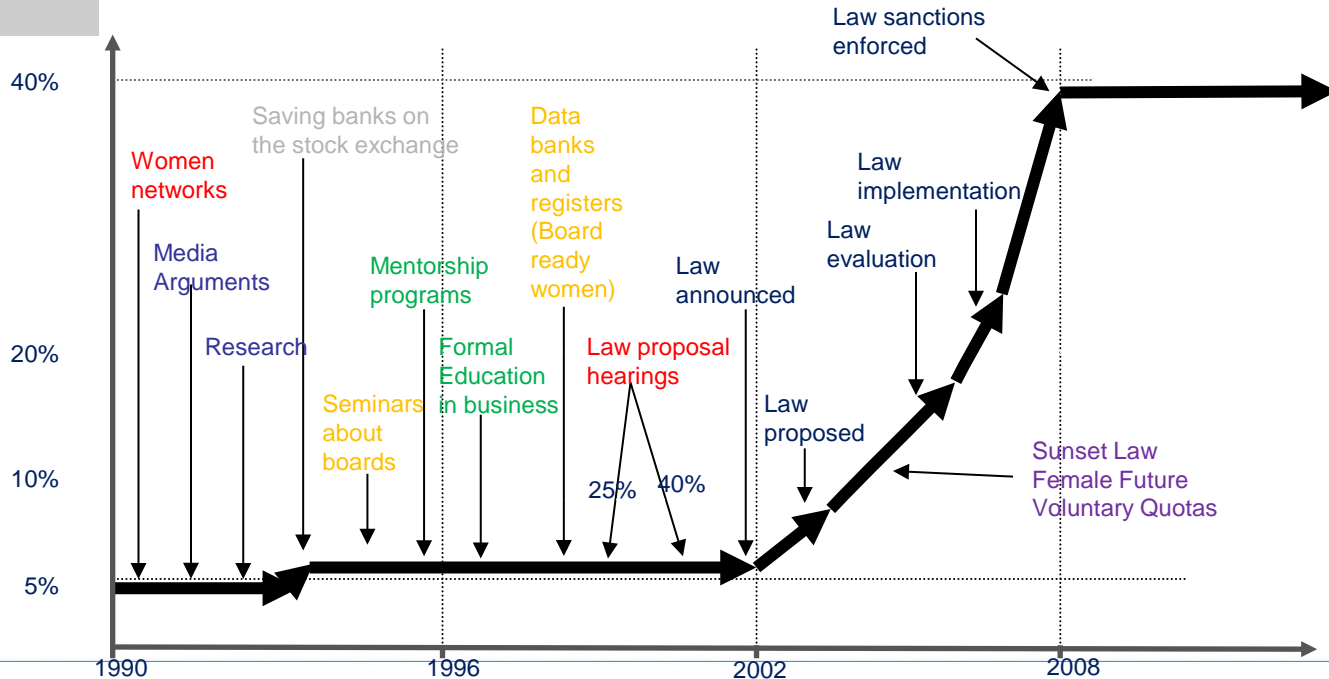 Law sanctions
enforced
40%
Saving banks on
the stock exchange
Data
banks
and
registers
(Board
ready
women)
Women
networks
Law
implementation
Media
Arguments
Law
evaluation
Mentorship
programs
Law
announced
20%
Research
Formal
Education
in business
Law proposal
hearings
Seminars
about
boards
Law
proposed
10%
25%
40%
Sunset Law
Female Future
Voluntary Quotas
5%
1990
1996
2002
2008